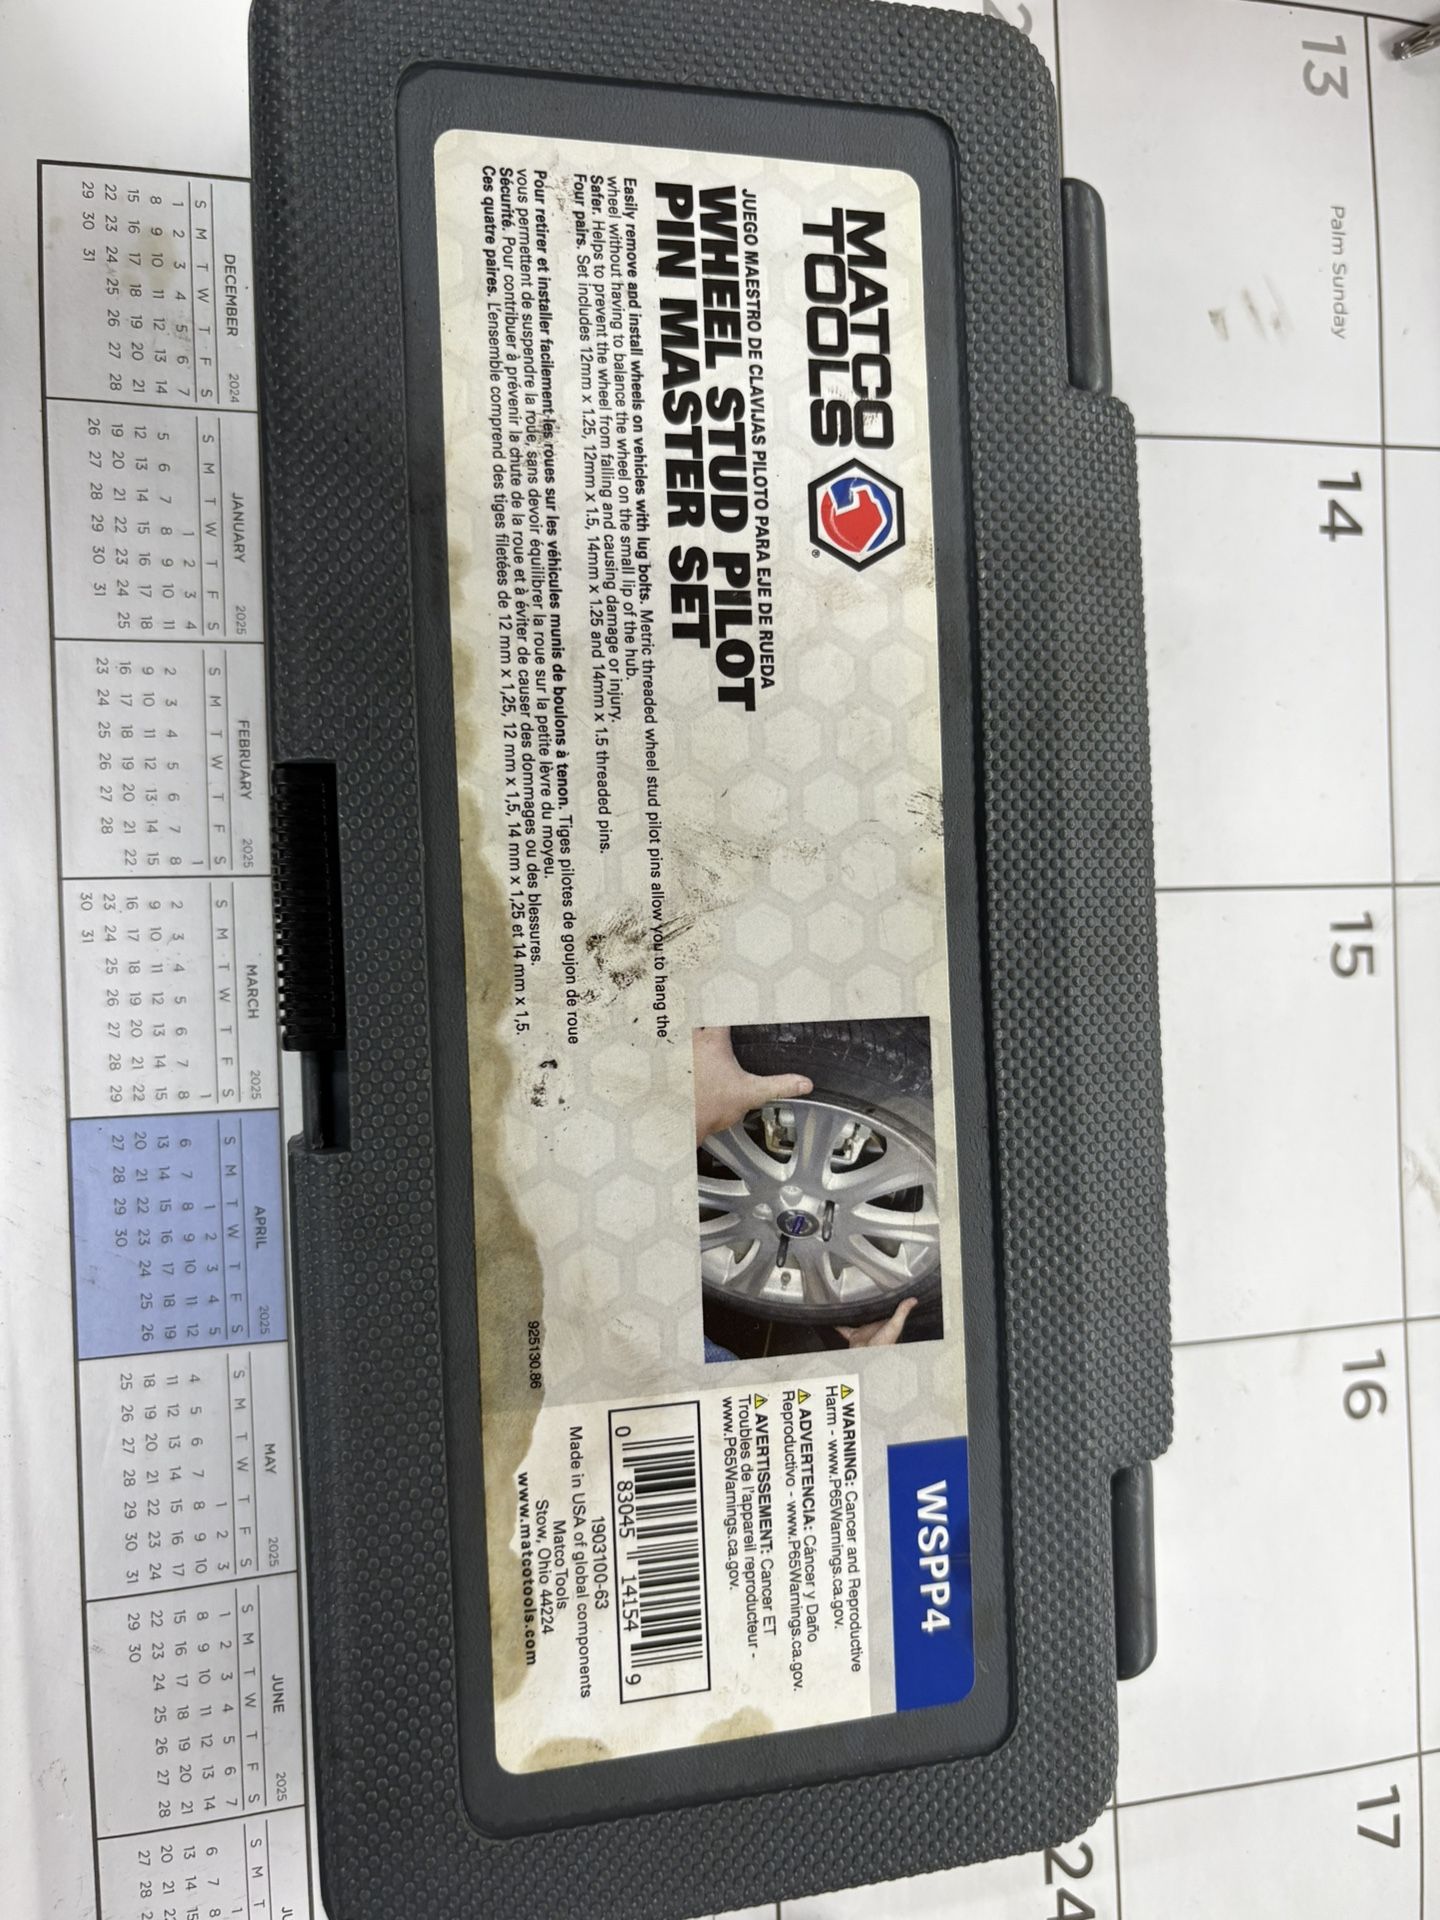 MATCO
TOOLS
®
JUEGO MAESTRO DE CLAVIJAS PILOTO PARA EJE DE RUEDA
WHEEL STUD PILOT
PIN MASTER SET
Easily remove and install wheels on vehicles with lug bolts. Metric threaded wheel stud pilot pins allow you to hang the
wheel without having to balance the wheel on the small lip of the hub.
Safer. Helps to prevent the wheel from falling and causing damage or injury.
Four pairs. Set includes 12mm x 1.25, 12mm x 1.5, 14mm x 1.25 and 14mm x 1.5 threaded pins.
Pour retirer et installer facilement les roues sur les véhicules munis de boulons à tenon. Tiges pilotes de goujon de roue
vous permettent de suspendre la roue, sans devoir équilibrer la roue sur la petite lèvre du moyeu.
Sécurité. Pour contribuer à prévenir la chute de la roue et à éviter de causer des dommages ou des blessures.
Ces quatre paires. L'ensemble comprend des tiges filetées de 12 mm x 1,25, 12 mm x 1,5, 14 mm x 1,25 et 14 mm x 1,5.
925130.86
WSPP4
⚠ WARNING: Cancer and Reproductive
Harm - www.P65Warnings.ca.gov.
⚠ ADVERTENCIA: Cáncer y Daño
Reproductivo - www.P65Warnings.ca.gov.
⚠ AVERTISSEMENT: Cancer ET
Troubles de l'appareil reproducteur -
www.P65Warnings.ca.gov.
0 83045 14154 9
1903100-63
Made in USA of global components
Matco Tools
Stow, Ohio 44224
www.matcotools.com
13
Palm Sunday
14
15
16
17
24
DECEMBER 2024
S M T W T F S
1 2 3 4 5 6 7
8 9 10 11 12 13 14
15 16 17 18 19 20 21
22 23 24 25 26 27 28
29 30 31
JANUARY 2025
S M T W T F S
1 2 3 4
5 6 7 8 9 10 11
12 13 14 15 16 17 18
19 20 21 22 23 24 25
26 27 28 29 30 31
FEBRUARY 2025
S M T W T F S
1
2 3 4 5 6 7 8
9 10 11 12 13 14 15
16 17 18 19 20 21 22
23 24 25 26 27 28
MARCH 2025
S M T W T F S
1
2 3 4 5 6 7 8
9 10 11 12 13 14 15
16 17 18 19 20 21 22
23 24 25 26 27 28 29
30 31
APRIL 2025
S M T W T F S
1 2 3 4 5
6 7 8 9 10 11 12
13 14 15 16 17 18 19
20 21 22 23 24 25 26
27 28 29 30
MAY 2025
S M T W T F S
1 2 3
4 5 6 7 8 9 10
11 12 13 14 15 16 17
18 19 20 21 22 23 24
25 26 27 28 29 30 31
JUNE 2025
S M T W T F S
1 2 3 4 5 6 7
8 9 10 11 12 13 14
15 16 17 18 19 20 21
22 23 24 25 26 27 28
29 30
JU
S M T
1
6 7 8
13 14 15
20 21 2
27 28 2